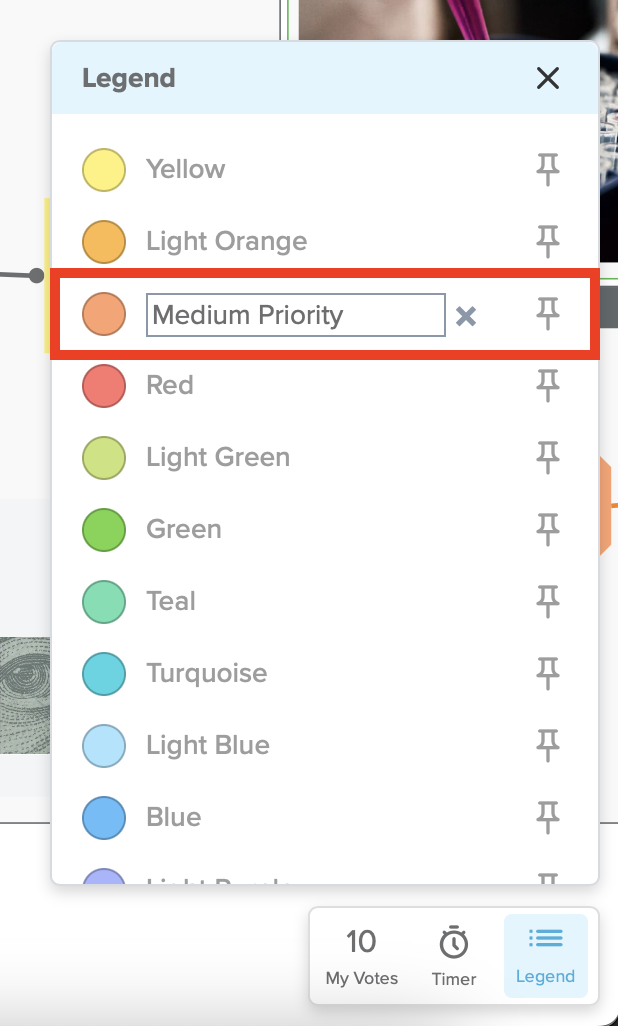 Legend
Yellow
Light Orange
Medium Priority
Red
Light Green
Green
Teal
Turquoise
Light Blue
Blue
10
My Votes
Timer
Legend